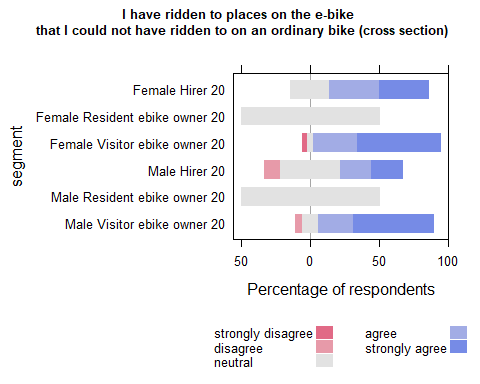 I have ridden to places on the e-bike
that I could not have ridden to on an ordinary bike (cross section)
segment
Female Hirer 20
Female Resident ebike owner 20
Female Visitor ebike owner 20
Male Hirer 20
Male Resident ebike owner 20
Male Visitor ebike owner 20
50 0 50 100
Percentage of respondents
strongly disagree agree
disagree strongly agree
neutral